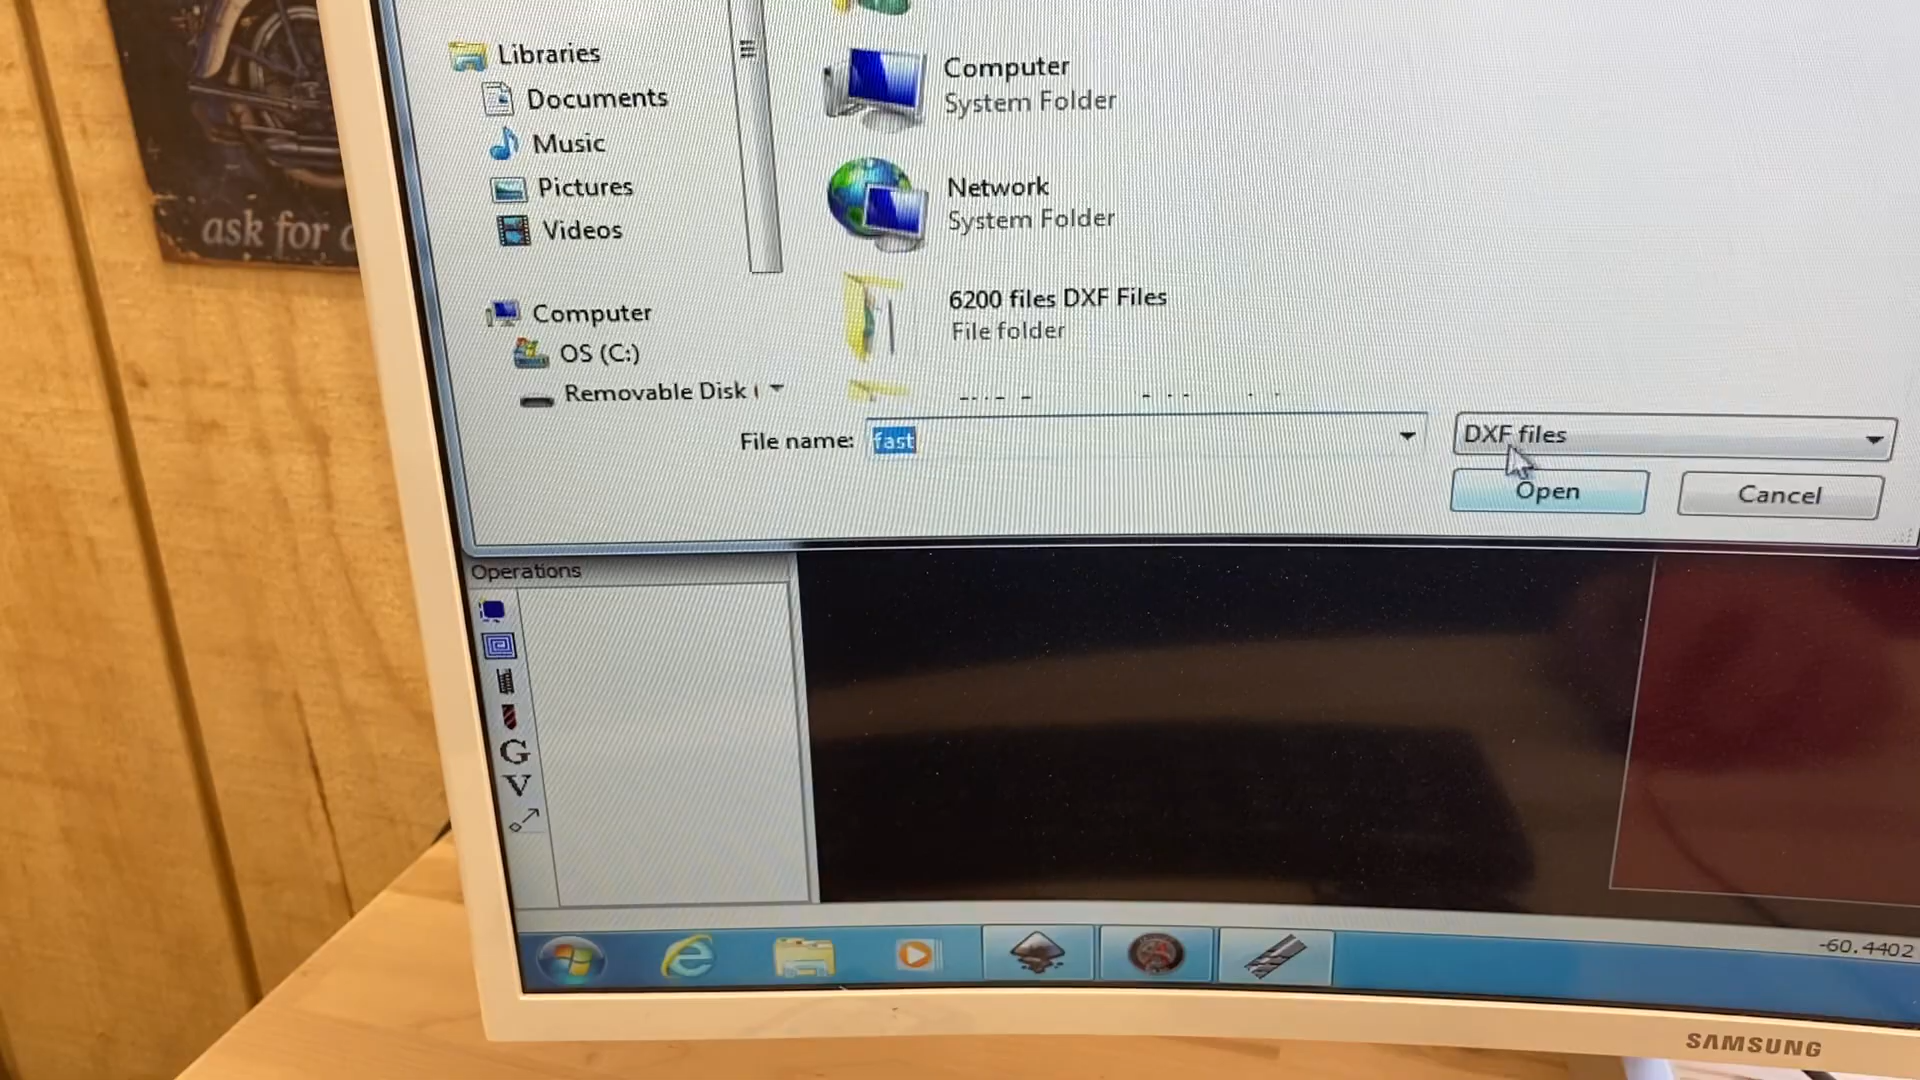 ask for
Libraries
Documents
Music
Pictures
Videos
Computer
OS (C:)
Removable Disk (
Computer
System Folder
Network
System Folder
6200 files DXF Files
File folder
File name: fast
DXF files
Open
Cancel
Operations
G
V
-60.4402
SAMSUNG